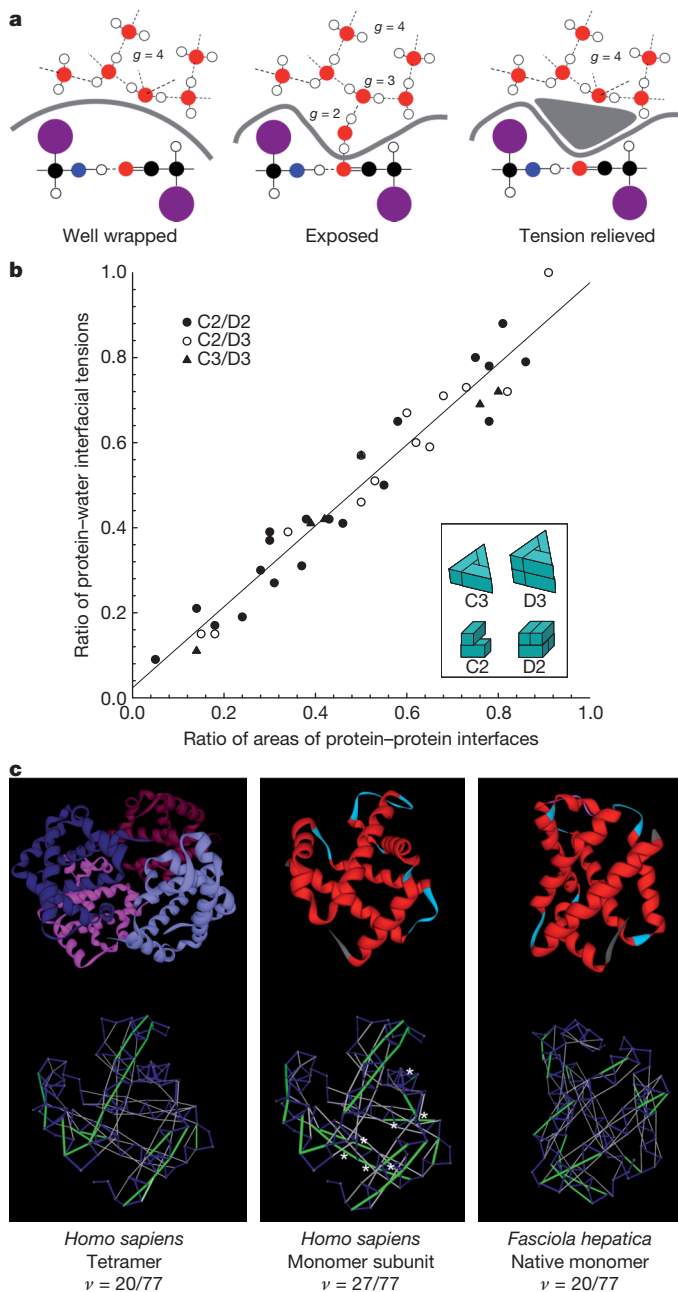 a
g = 4
g = 4
g = 3
g = 2
g = 4
Well wrapped
Exposed
Tension relieved
b
Ratio of protein–water interfacial tensions
1.0
0.8
0.6
0.4
0.2
0.0
C2/D2
C2/D3
C3/D3
C3
D3
C2
D2
0.0 0.2 0.4 0.6 0.8 1.0
Ratio of areas of protein–protein interfaces
c
* * * * * * *
Homo sapiens
Tetramer
ν = 20/77
Homo sapiens
Monomer subunit
ν = 27/77
Fasciola hepatica
Native monomer
ν = 20/77